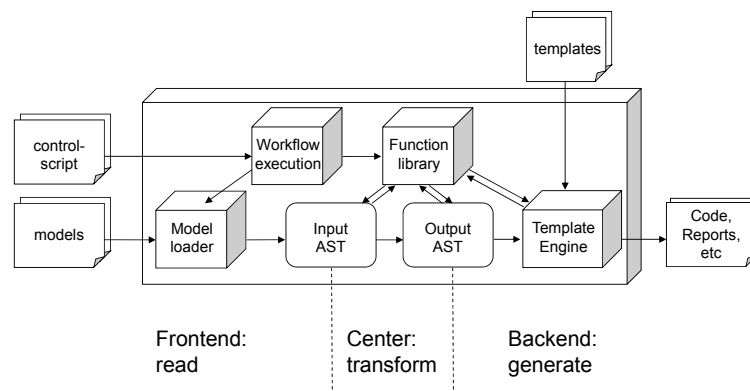 templates
control-
script
Workflow
execution
Function
library
models
Model
loader
Input
AST
Output
AST
Template
Engine
Code,
Reports,
etc
Frontend:
read
Center:
transform
Backend:
generate